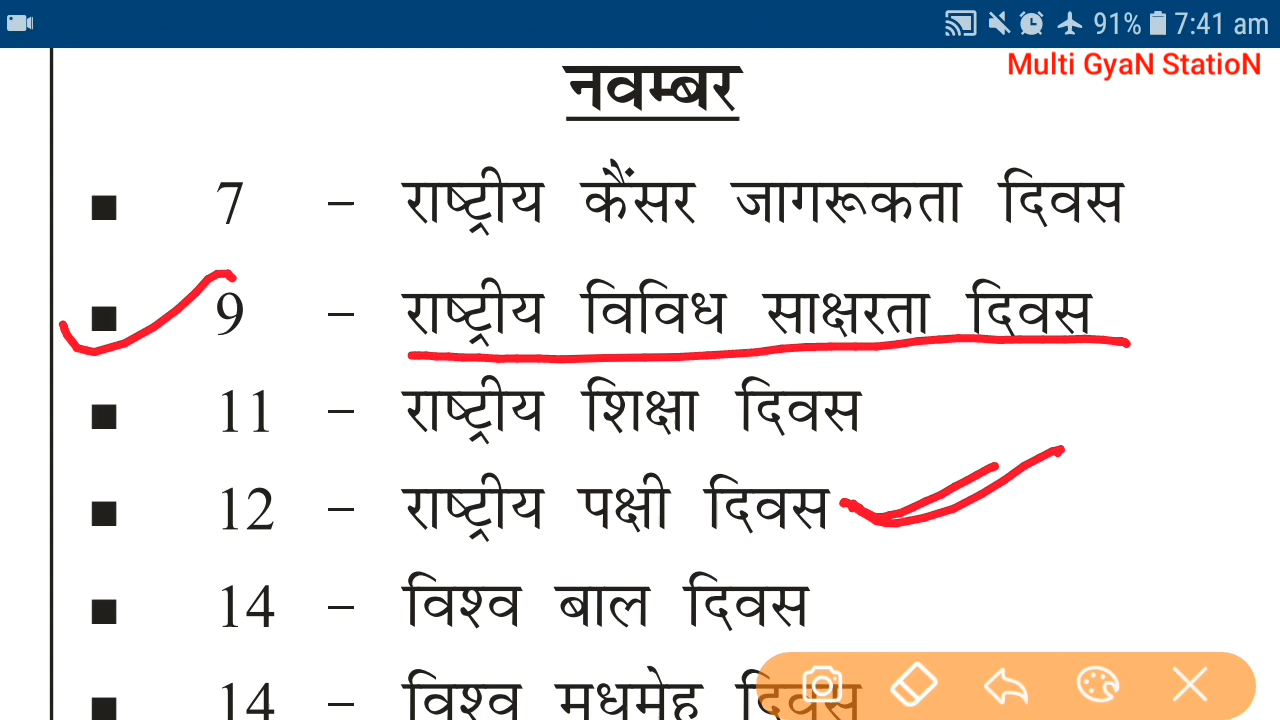 91% 7:41 am
Multi GyaN StatioN
नवम्बर
■ 7 – राष्ट्रीय कैंसर जागरूकता दिवस
■ 9 – राष्ट्रीय विविध साक्षरता दिवस
■ 11 – राष्ट्रीय शिक्षा दिवस
■ 12 – राष्ट्रीय पक्षी दिवस
■ 14 – विश्व बाल दिवस
■ 14 – विश्व मधुमेह दिवस